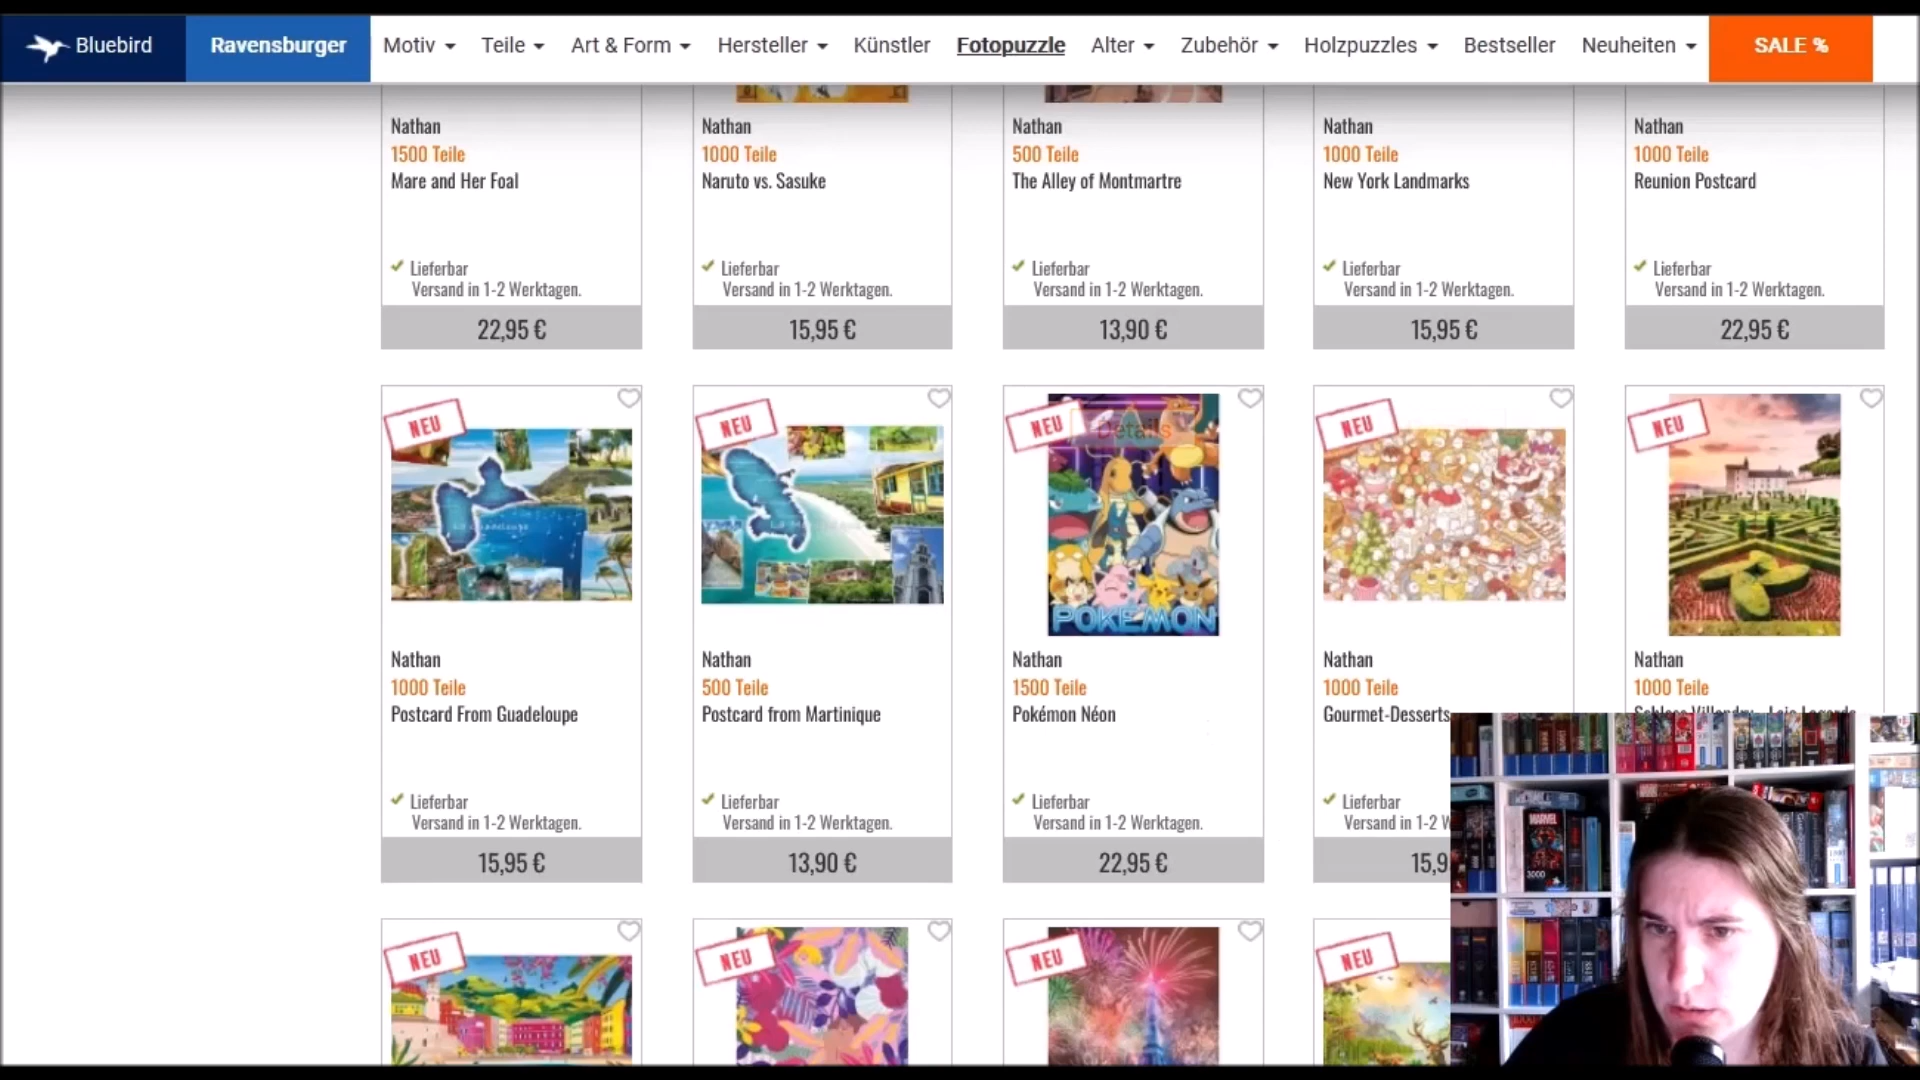 Bluebird
Ravensburger
Motiv
Teile
Art & Form
Hersteller
Künstler
Fotopuzzle
Alter
Zubehör
Holzpuzzles
Bestseller
Neuheiten
SALE %
Nathan
1500 Teile
Mare and Her Foal
Lieferbar
Versand in 1-2 Werktagen.
22,95 €
Nathan
1000 Teile
Naruto vs. Sasuke
Lieferbar
Versand in 1-2 Werktagen.
15,95 €
Nathan
500 Teile
The Alley of Montmartre
Lieferbar
Versand in 1-2 Werktagen.
13,90 €
Nathan
1000 Teile
New York Landmarks
Lieferbar
Versand in 1-2 Werktagen.
15,95 €
Nathan
1000 Teile
Reunion Postcard
Lieferbar
Versand in 1-2 Werktagen.
22,95 €
NEU
Nathan
1000 Teile
Postcard From Guadeloupe
Lieferbar
Versand in 1-2 Werktagen.
15,95 €
NEU
Nathan
500 Teile
Postcard from Martinique
Lieferbar
Versand in 1-2 Werktagen.
13,90 €
NEU
Details
POKÉMON
Nathan
1500 Teile
Pokémon Néon
Lieferbar
Versand in 1-2 Werktagen.
22,95 €
NEU
Nathan
1000 Teile
Gourmet-Desserts
Lieferbar
Versand in 1-2 W
15,9
NEU
Nathan
1000 Teile
NEU
NEU
NEU
NEU
MARVEL
3000